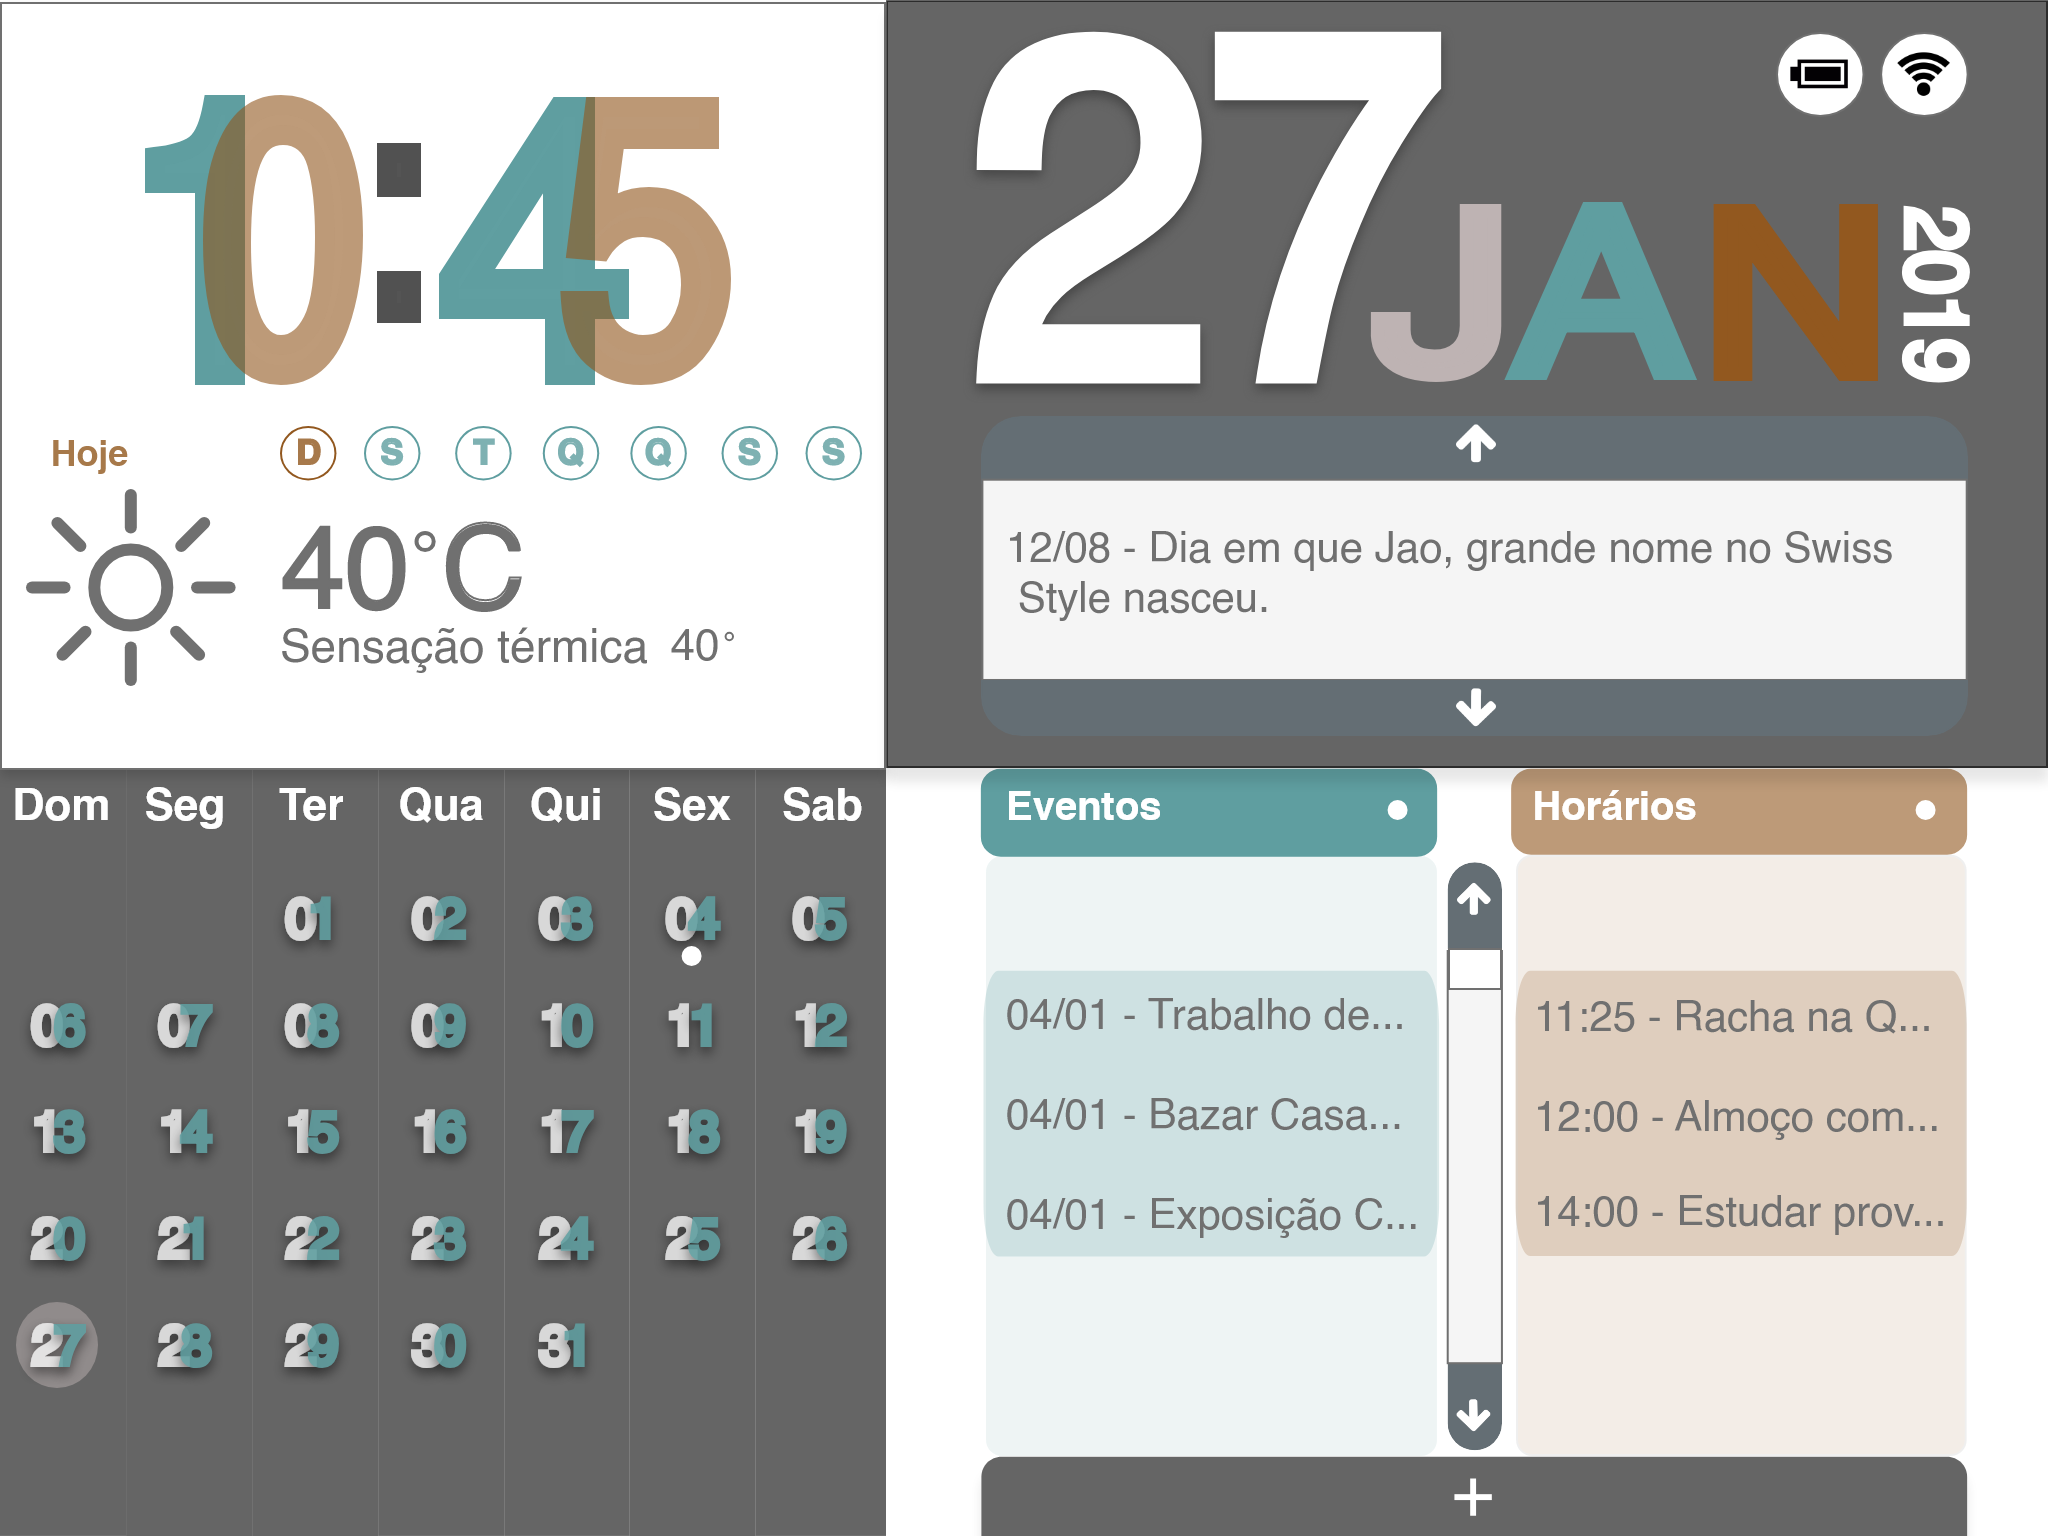 10:45
Hoje D S T Q Q S S
40°C
Sensação térmica 40°
27 JAN 2019
12/08 - Dia em que Jao, grande nome no Swiss
Style nasceu.
Dom Seg Ter Qua Qui Sex Sab
01 02 03 04 05
06 07 08 09 10 11 12
13 14 15 16 17 18 19
20 21 22 23 24 25 26
27 28 29 30 31
Eventos
04/01 - Trabalho de...
04/01 - Bazar Casa...
04/01 - Exposição C...
Horários
11:25 - Racha na Q...
12:00 - Almoço com...
14:00 - Estudar prov...
+